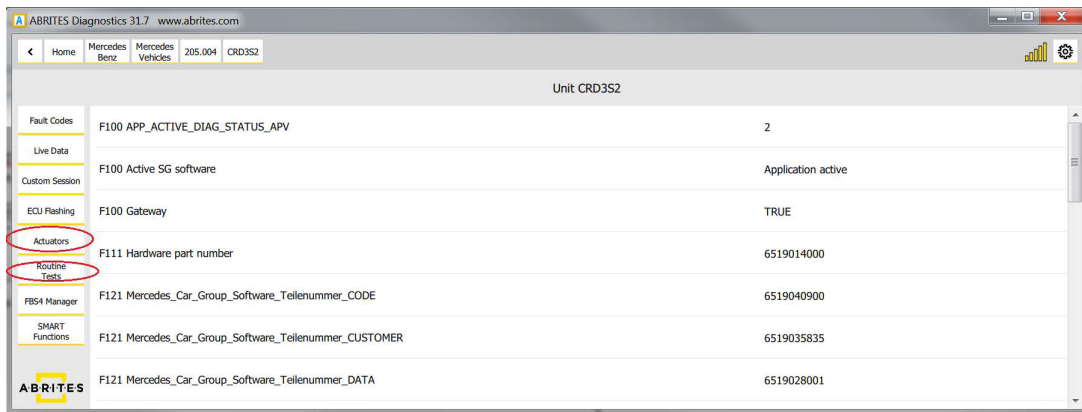 ABRITES Diagnostics 31.7 www.abrites.com
Home
Mercedes
Benz
Mercedes
Vehicles
205.004
CRD3S2
Unit CRD3S2
Fault Codes
Live Data
Custom Session
ECU Flashing
Actuators
Routine
Tests
FBS4 Manager
SMART
Functions
ABRITES
F100 APP_ACTIVE_DIAG_STATUS_APV 2
F100 Active SG software Application active
F100 Gateway TRUE
F111 Hardware part number 6519014000
F121 Mercedes_Car_Group_Software_Teilenummer_CODE 6519040900
F121 Mercedes_Car_Group_Software_Teilenummer_CUSTOMER 6519035835
F121 Mercedes_Car_Group_Software_Teilenummer_DATA 6519028001